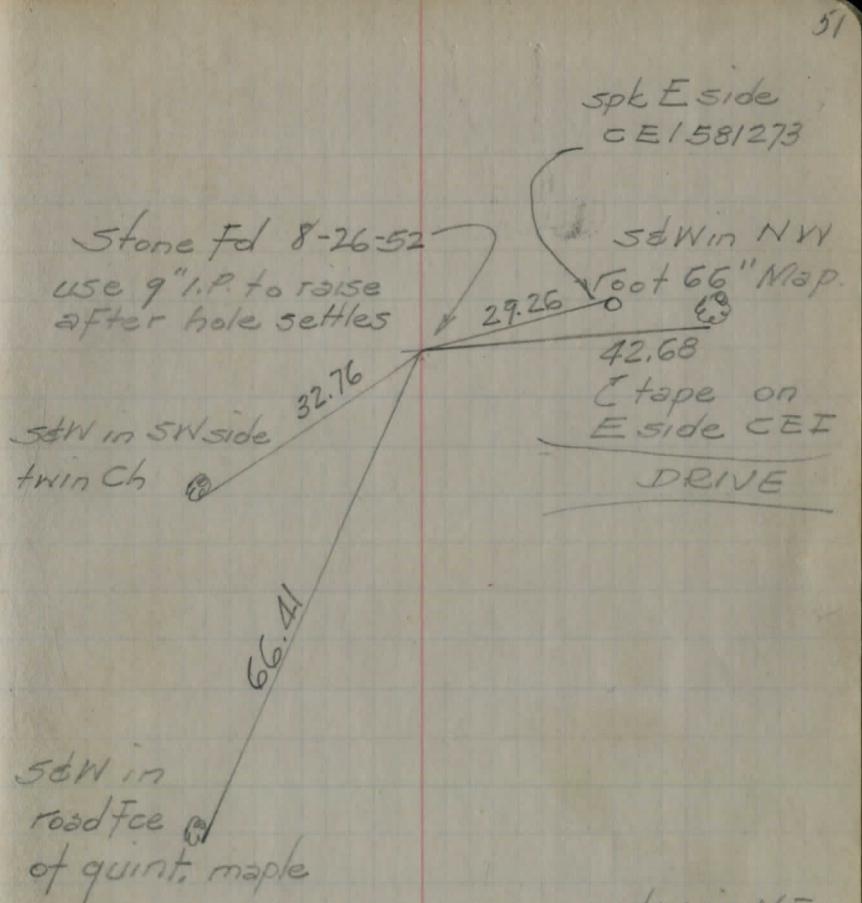 51
spk E side
CEI 581273
Stone Fd 8-26-52
use 9" I.P. to raise
after hole settles
S&W in NW
root 66" Map.
29.26
42.68
tape on
E side CEI
DRIVE
32.76
S&W in SW side
twin Ch
66.41
S&W in
road fce
of quint. maple